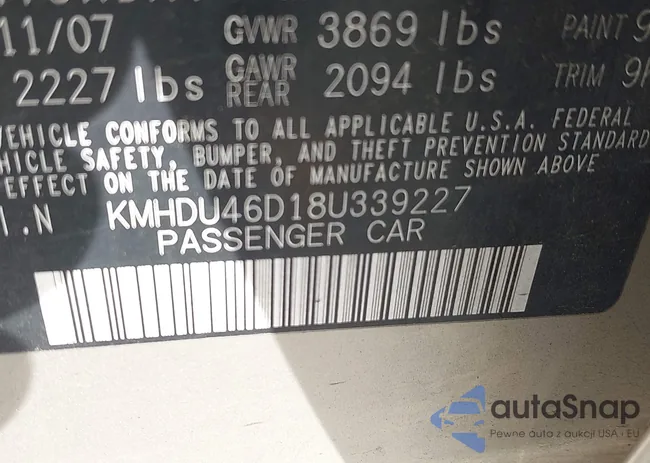 11/07 GVWR 3869 lbs PAINT 9
2227 lbs GAWR REAR 2094 lbs TRIM
VEHICLE CONFORMS TO ALL APPLICABLE U.S.A. FEDERAL
HICLE SAFETY, BUMPER, AND THEFT PREVENTION STANDARD
EFFECT ON THE DATE OF MANUFACTURE SHOWN ABOVE
I.N KMHDU46D18U339227
PASSENGER CAR
autoSnap
Pewne auta z aukcji USA i EU